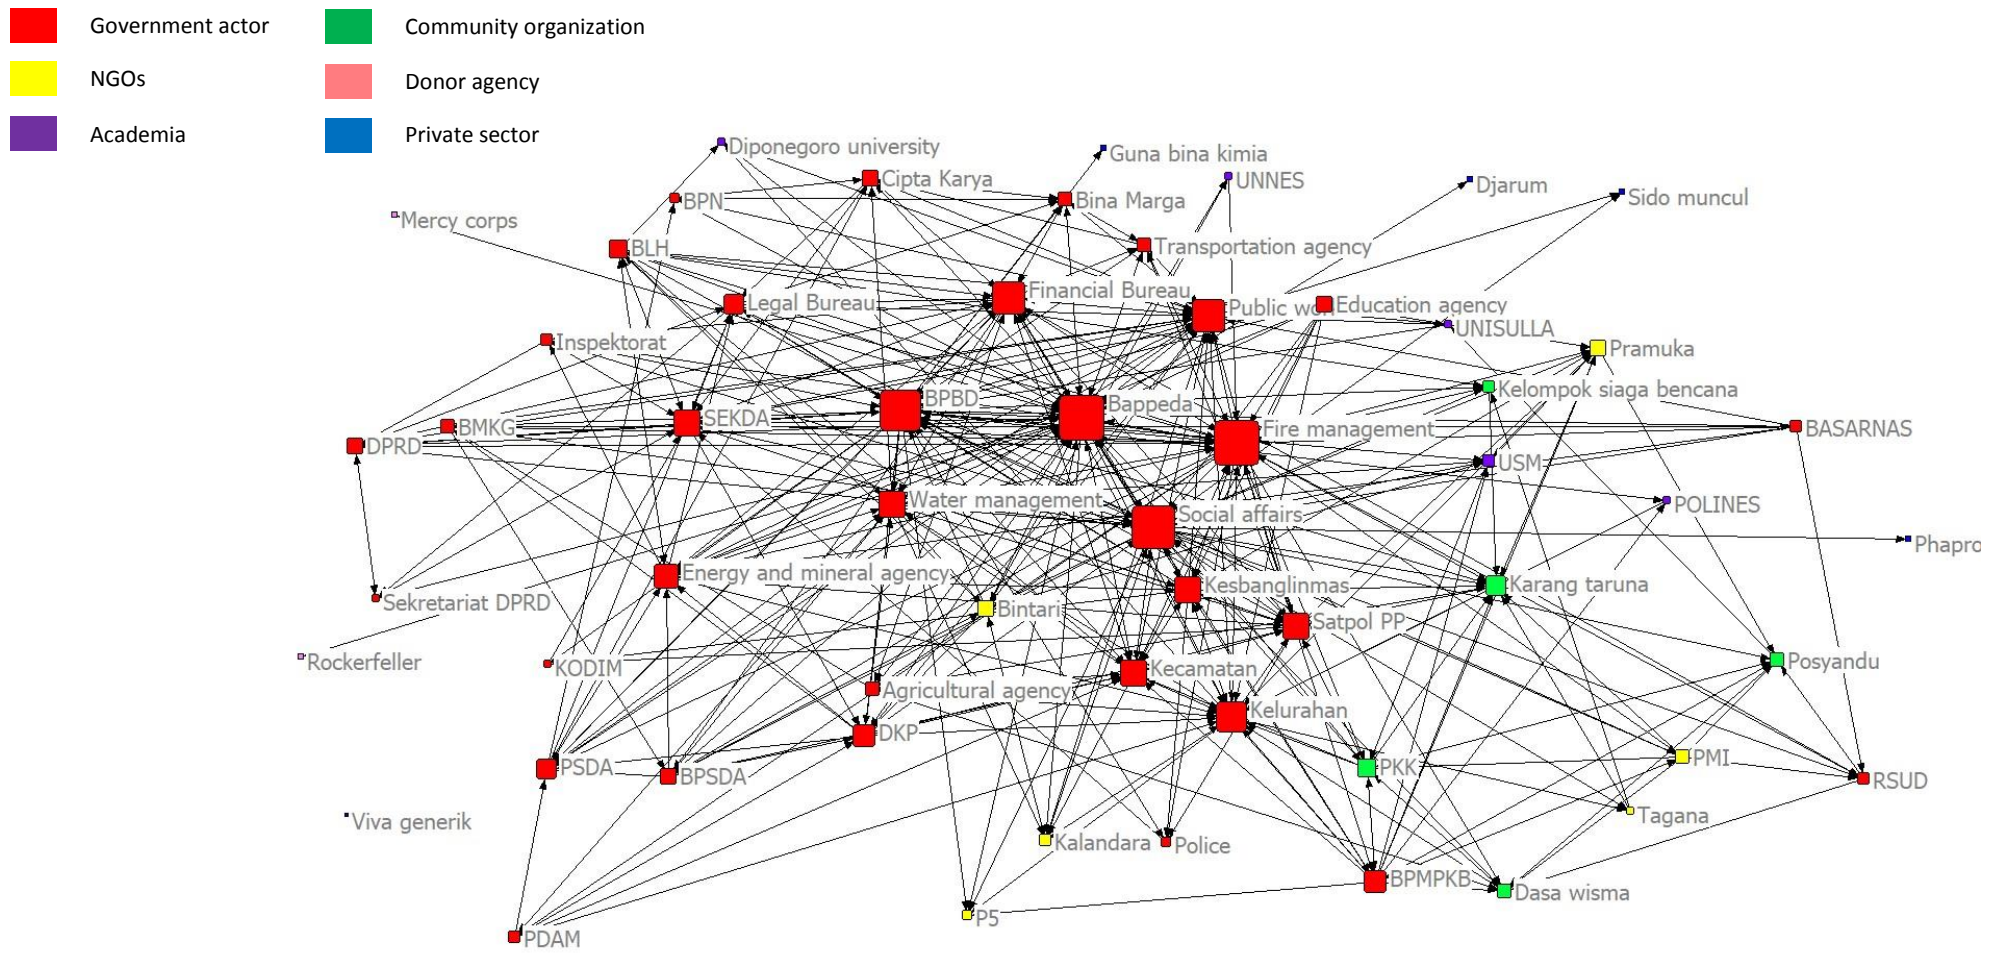 Government actor
Community organization
NGOs
Donor agency
Academia
Private sector
Diponegoro university
Guna bina kimia
Cipta Karya
UNNES
Djarum
Sido muncul
BPN
Bina Marga
Mercy corps
BLH
Transportation agency
Financial Bureau
Legal Bureau
Public wo
Education agency
UNISULLA
Inspektorat
Pramuka
Kelompok siaga bencana
BPBD
Bappeda
SEKDA
BMKG
Fire management
BASARNAS
DPRD
USM
Water management
POLINES
Social affairs
Phapro
Energy and mineral agency
Kesbanglinmas
Karang taruna
Sekretariat DPRD
Bintari
Satpol PP
Rockerfeller
KODIM
Kecamatan
Posyandu
Agricultural agency
Kelurahan
DKP
PSDA
BPSDA
PKK
PMI
RSUD
Viva generik
Tagana
Kalandara
Police
BPMPKB
Dasa wisma
P5
PDAM